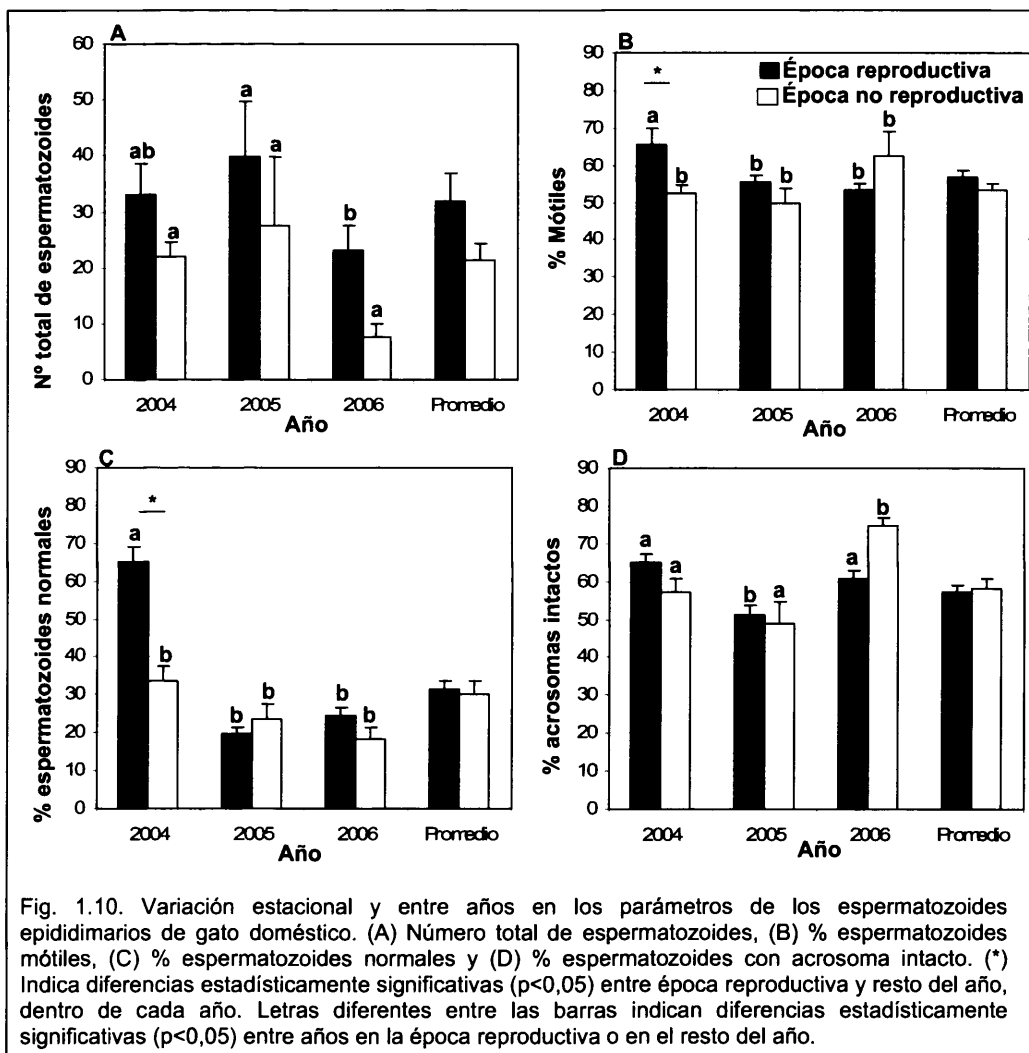 A
60
50
40
30
20
10
0
Nº total de espermatozoides
ab
a
a
a
b
a
2004
2005
2006
Promedio
Año
B
90
80
70
60
50
40
30
20
10
0
% Mótiles
Época reproductiva
Época no reproductiva
*
a
b
b
b
b
b
2004
2005
2006
Promedio
Año
C
90
80
70
60
50
40
30
20
10
0
% espermatozoides normales
*
a
b
b
b
b
b
2004
2005
2006
Promedio
Año
D
90
80
70
60
50
40
30
20
10
0
% acrosomas intactos
a
a
b
a
a
b
2004
2005
2006
Promedio
Año
Fig. 1.10. Variación estacional y entre años en los parámetros de los espermatozoides
epididimarios de gato doméstico. (A) Número total de espermatozoides, (B) % espermatozoides
mótiles, (C) % espermatozoides normales y (D) % espermatozoides con acrosoma intacto. (*)
Indica diferencias estadísticamente significativas (p<0,05) entre época reproductiva y resto del año,
dentro de cada año. Letras diferentes entre las barras indican diferencias estadísticamente
significativas (p<0,05) entre años en la época reproductiva o en el resto del año.